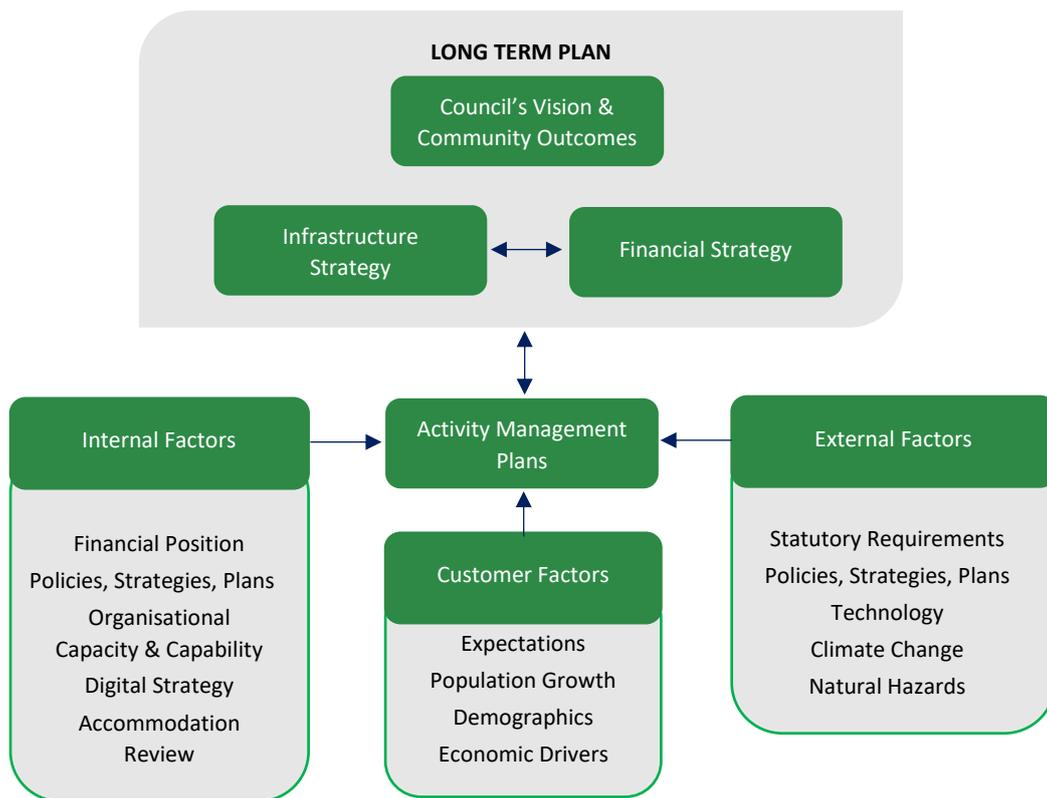 LONG TERM PLAN
Council’s Vision &
Community Outcomes
Infrastructure
Strategy
Financial Strategy
Internal Factors
Financial Position
Policies, Strategies, Plans
Organisational
Capacity & Capability
Digital Strategy
Accommodation
Review
Activity Management
Plans
Customer Factors
Expectations
Population Growth
Demographics
Economic Drivers
External Factors
Statutory Requirements
Policies, Strategies, Plans
Technology
Climate Change
Natural Hazards